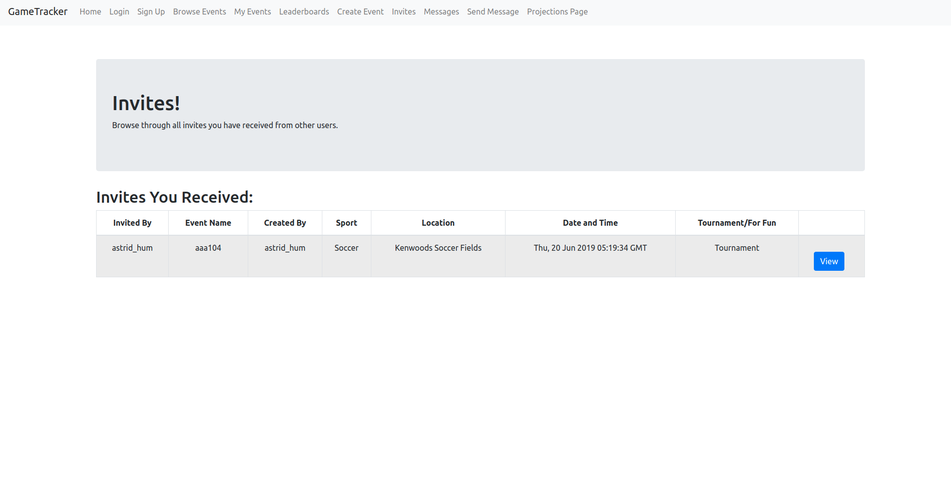 GameTracker Home Login Sign Up Browse Events My Events Leaderboards Create Event Invites Messages Send Message Projections Page
Invites!
Browse through all invites you have received from other users.
Invites You Received:
Invited By Event Name Created By Sport Location Date and Time Tournament/For Fun
astrid_hum aaa104 astrid_hum Soccer Kenwoods Soccer Fields Thu, 20 Jun 2019 05:19:34 GMT Tournament
View